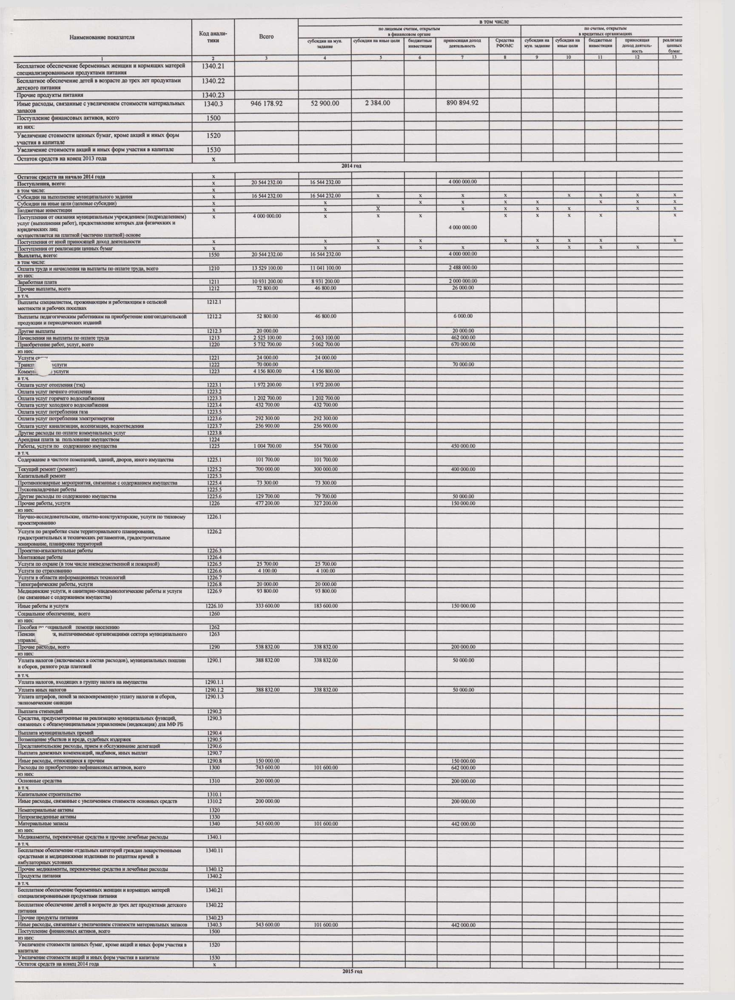 в том числе
по лицевым счетам, открытым
по счетам, открытым
Наименование показателя Код анали- Всего в финансовом органе в кредитных организациях
тики субсидии на мун. субсидии на иные цели бюджетные приносящая доход Средства субсидии на субсидии на бюджетные приносящая реализаци
задание инвестиции деятельность РФОМС мун. задание иные цели инвестиции доход деятель- ценных
ность бумаг
1 2 3 4 5 6 7 8 9 10 11 12 13
Бесплатное обеспечение беременных женщин и кормящих матерей 1340.21
специализированными продуктами питания
Бесплатное обеспечение детей в возрасте до трех лет продуктами 1340.22
детского питания
Прочие продукты питания 1340.23
Иные расходы, связанные с увеличением стоимости материальных 1340.3 946 178.92 52 900.00 2 384.00 890 894.92
запасов
Поступление финансовых активов, всего 1500
из них:
Увеличение стоимости ценных бумаг, кроме акций и иных форм 1520
участия в капитале
Увеличение стоимости акций и иных форм участия в капитале 1530
Остаток средств на конец 2013 года х
2014 год
Остаток средств на начало 2014 года х
Поступления, всего: х 20 544 232.00 16 544 232.00 4 000 000.00
в том числе: х
Субсидии на выполнение муниципального задания х 16 544 232.00 16 544 232.00 х х х х х х х х
Субсидии на иные цели (целевые субсидии) х х х х х х х х х
Бюджетные инвестиции х х Х х х х х х х
Поступления от оказания муниципальным учреждением (подразделением) х 4 000 000.00 х х х х х х х х
услуг (выполнения работ), предоставление которых для физических и
юридических лиц 4 000 000.00
осуществляется на платной (частично платной) основе
Поступления от иной приносящей доход деятельности х х х х х х х х х
Поступления от реализации ценных бумаг х х х х х х х х х
Выплаты, всего: 1550 20 544 232.00 16 544 232.00 4 000 000.00
в том числе:
Оплата труда и начисления на выплаты по оплате труда, всего 1210 13 529 100.00 11 041 100.00 2 488 000.00
из них:
Заработная плата 1211 10 931 200.00 8 931 200.00 2 000 000.00
Прочие выплаты, всего 1212 72 800.00 46 800.00 26 000.00
в т.ч.
Выплаты специалистам, проживающим и работающим в сельской 1212.1
местности и рабочих поселках
Выплаты педагогическим работникам на приобретение книгоиздательской 1212.2 52 800.00 46 800.00 6 000.00
продукции и периодических изданий
Другие выплаты 1212.3 20 000.00 20 000.00
Начисления на выплаты по оплате труда 1213 2 525 100.00 2 063 100.00 462 000.00
Приобретение работ, услуг, всего 1220 5 732 700.00 5 062 700.00 670 000.00
из них:
Услуги 1221 24 000.00 24 000.00
Трансп услуги 1222 70 000.00 70 000.00
Коммун е услуги 1223 4 156 800.00 4 156 800.00
в т.ч.
Оплата услуг отопления (тэц) 1223.1 1 972 200.00 1 972 200.00
Оплата услуг печного отопления 1223.2
Оплата услуг горячего водоснабжения 1223.3 1 202 700.00 1 202 700.00
Оплата услуг холодного водоснабжения 1223.4 432 700.00 432 700.00
Оплата услуг потребления газа 1223.5
Оплата услуг потребления электроэнергии 1223.6 292 300.00 292 300.00
Оплата услуг канализации, ассенизации, водоотведения 1223.7 256 900.00 256 900.00
Другие расходы по оплате коммунальных услуг 1223.8
Арендная плата за пользование имуществом 1224
Работы, услуги по содержанию имущества 1225 1 004 700.00 554 700.00 450 000.00
в т.ч.
Содержание в чистоте помещений, зданий, дворов, иного имущества 1225.1 101 700.00 101 700.00
Текущий ремонт (ремонт) 1225.2 700 000.00 300 000.00 400 000.00
Капитальный ремонт 1225.3
Противопожарные мероприятия, связанные с содержанием имущества 1225.4 73 300.00 73 300.00
Пусконаладочные работы 1225.5
Другие расходы по содержанию имущества 1225.6 129 700.00 79 700.00 50 000.00
Прочие работы, услуги 1226 477 200.00 327 200.00 150 000.00
из них:
Научно-исследовательские, опытно-конструкторские, услуги по типовому 1226.1
проектированию
Услуги по разработке схем территориального планирования, 1226.2
градостроительных и технических регламентов, градостроительное
зонирование, планировке территорий
Проектно-изыскательные работы 1226.3
Монтажные работы 1226.4
Услуги по охране (в том числе вневедомственной и пожарной) 1226.5 25 700.00 25 700.00
Услуги по страхованию 1226.6 4 100.00 4 100.00
Услуги в области информационных технологий 1226.7
Типографические работы, услуги 1226.8 20 000.00 20 000.00
Медицинские услуги, и санитарно-эпидемиологические работы и услуги 1226.9 93 800.00 93 800.00
(не связанные с содержанием имущества)
Иные работы и услуги 1226.10 333 600.00 183 600.00 150 000.00
Социальное обеспечение, всего 1260
из них:
Пособия по социальной помощи населению 1262
Пенсии я, выплачиваемые организациями сектора муниципального 1263
управле
Прочие расходы, всего 1290 538 832.00 338 832.00 200 000.00
из них:
Уплата налогов (включаемых в состав расходов), муниципальных пошлин 1290.1 388 832.00 338 832.00 50 000.00
и сборов, разного рода платежей
в т.ч.
Уплата налогов, входящих в группу налога на имущества 1290.1.1
Уплата иных налогов 1290.1.2 388 832.00 338 832.00 50 000.00
Уплата штрафов, пеней за несвоевременную уплату налогов и сборов, 1290.1.3
экономические санкции
Выплата стипендий 1290.2
Средства, предусмотренные на реализацию муниципальных функций, 1290.3
связанных с общемуниципальным управлением (индексация) для МФ РБ
Выплата муниципальных премий 1290.4
Возмещение убытков и вреда, судебных издержек 1290.5
Представительские расходы, прием и обслуживание делегаций 1290.6
Выплата денежных компенсаций, надбавок, иных выплат 1290.7
Иные расходы, относящиеся к прочим 1290.8 150 000.00 150 000.00
Расходы по приобретению нефинансовых активов, всего 1300 743 600.00 101 600.00 642 000.00
из них:
Основные средства 1310 200 000.00 200 000.00
в т.ч.
Капитальное строительство 1310.1
Иные расходы, связанные с увеличением стоимости основных средств 1310.2 200 000.00 200 000.00
Нематериальные активы 1320
Непроизведенные активы 1330
Материальные запасы 1340 543 600.00 101 600.00 442 000.00
из них:
Медикаменты, перевязочные средства и прочие лечебные расходы 1340.1
в т.ч.
Бесплатное обеспечение отдельных категорий граждан лекарственными 1340.11
средствами и медицинскими изделиями по рецептам врачей в
амбулаторных условиях
Прочие медикаменты, перевязочные средства и лечебные расходы 1340.12
Продукты питания 1340.2
в т.ч.
Бесплатное обеспечение беременных женщин и кормящих матерей 1340.21
специализированными продуктами питания
Бесплатное обеспечение детей в возрасте до трех лет продуктами детского 1340.22
питания
Прочие продукты питания 1340.23
Иные расходы, связанные с увеличением стоимости материальных запасов 1340.3 543 600.00 101 600.00 442 000.00
Поступление финансовых активов, всего 1500
из них:
Увеличение стоимости ценных бумаг, кроме акций и иных форм участия в 1520
капитале
Увеличение стоимости акций и иных форм участия в капитале 1530
Остаток средств на конец 2014 года х
2015 год